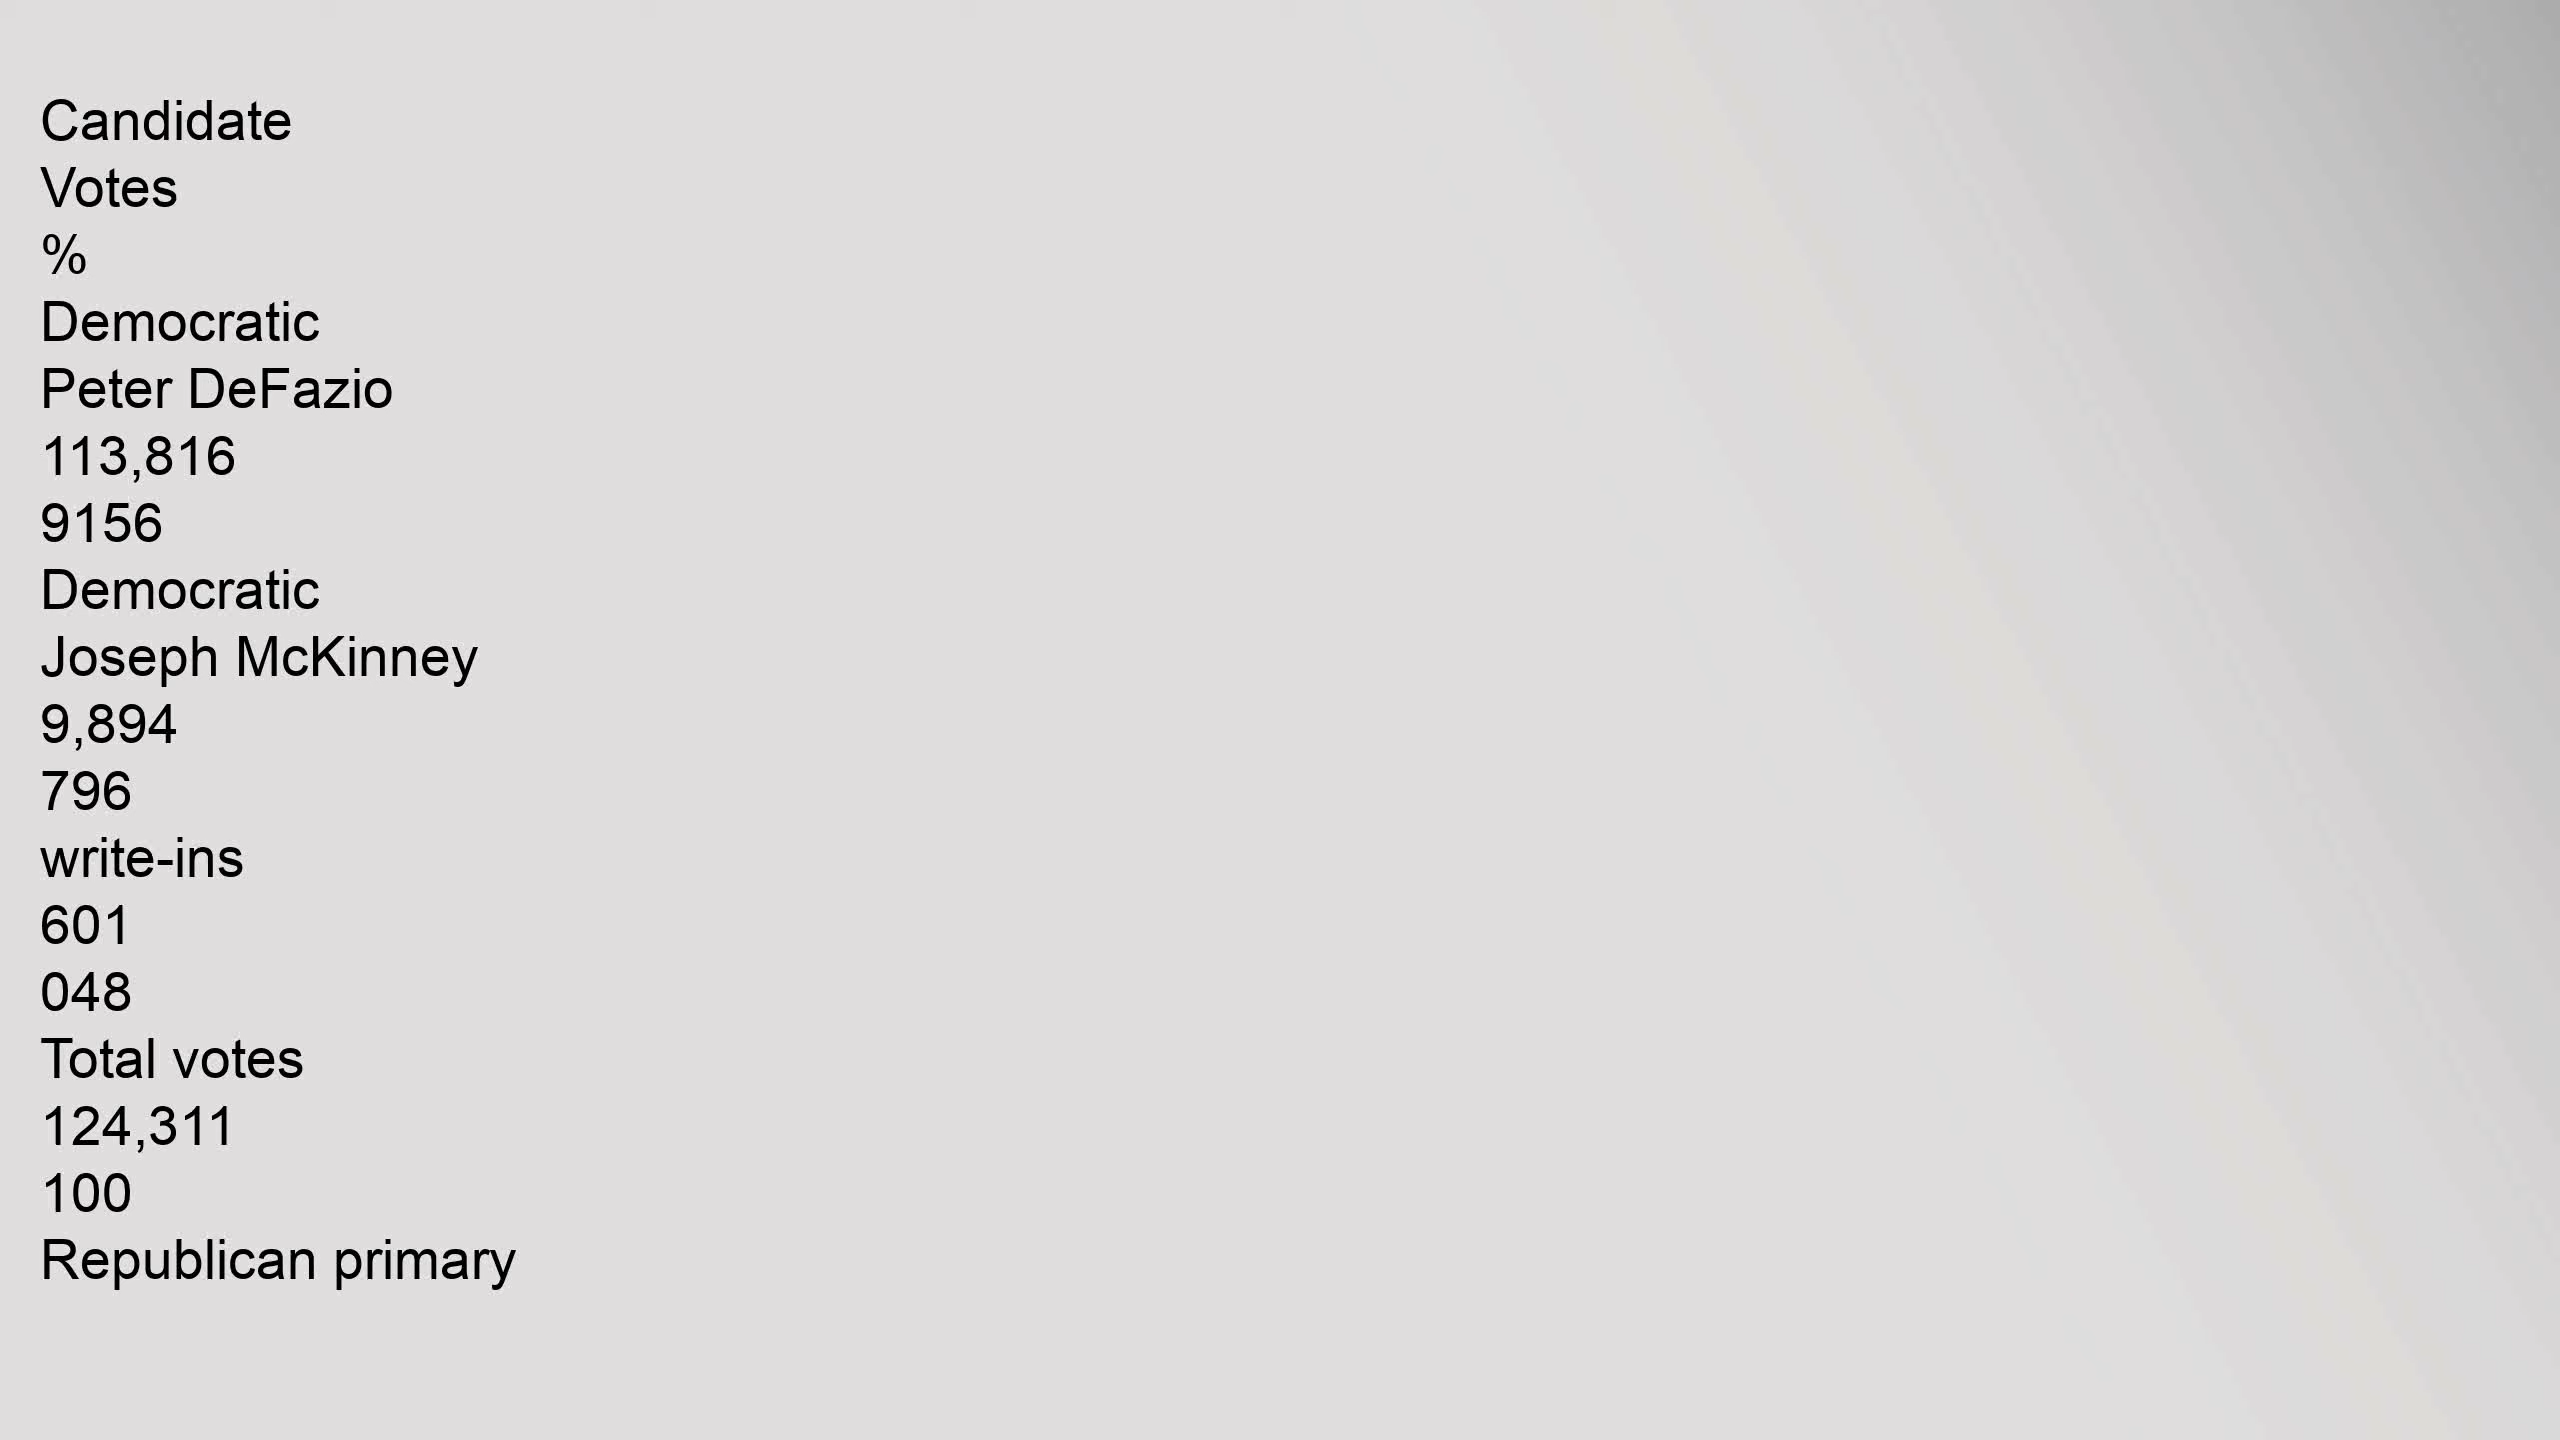 Candidate
Votes
%
Democratic
Peter DeFazio
113,816
9156
Democratic
Joseph McKinney
9,894
796
write-ins
601
048
Total votes
124,311
100
Republican primary